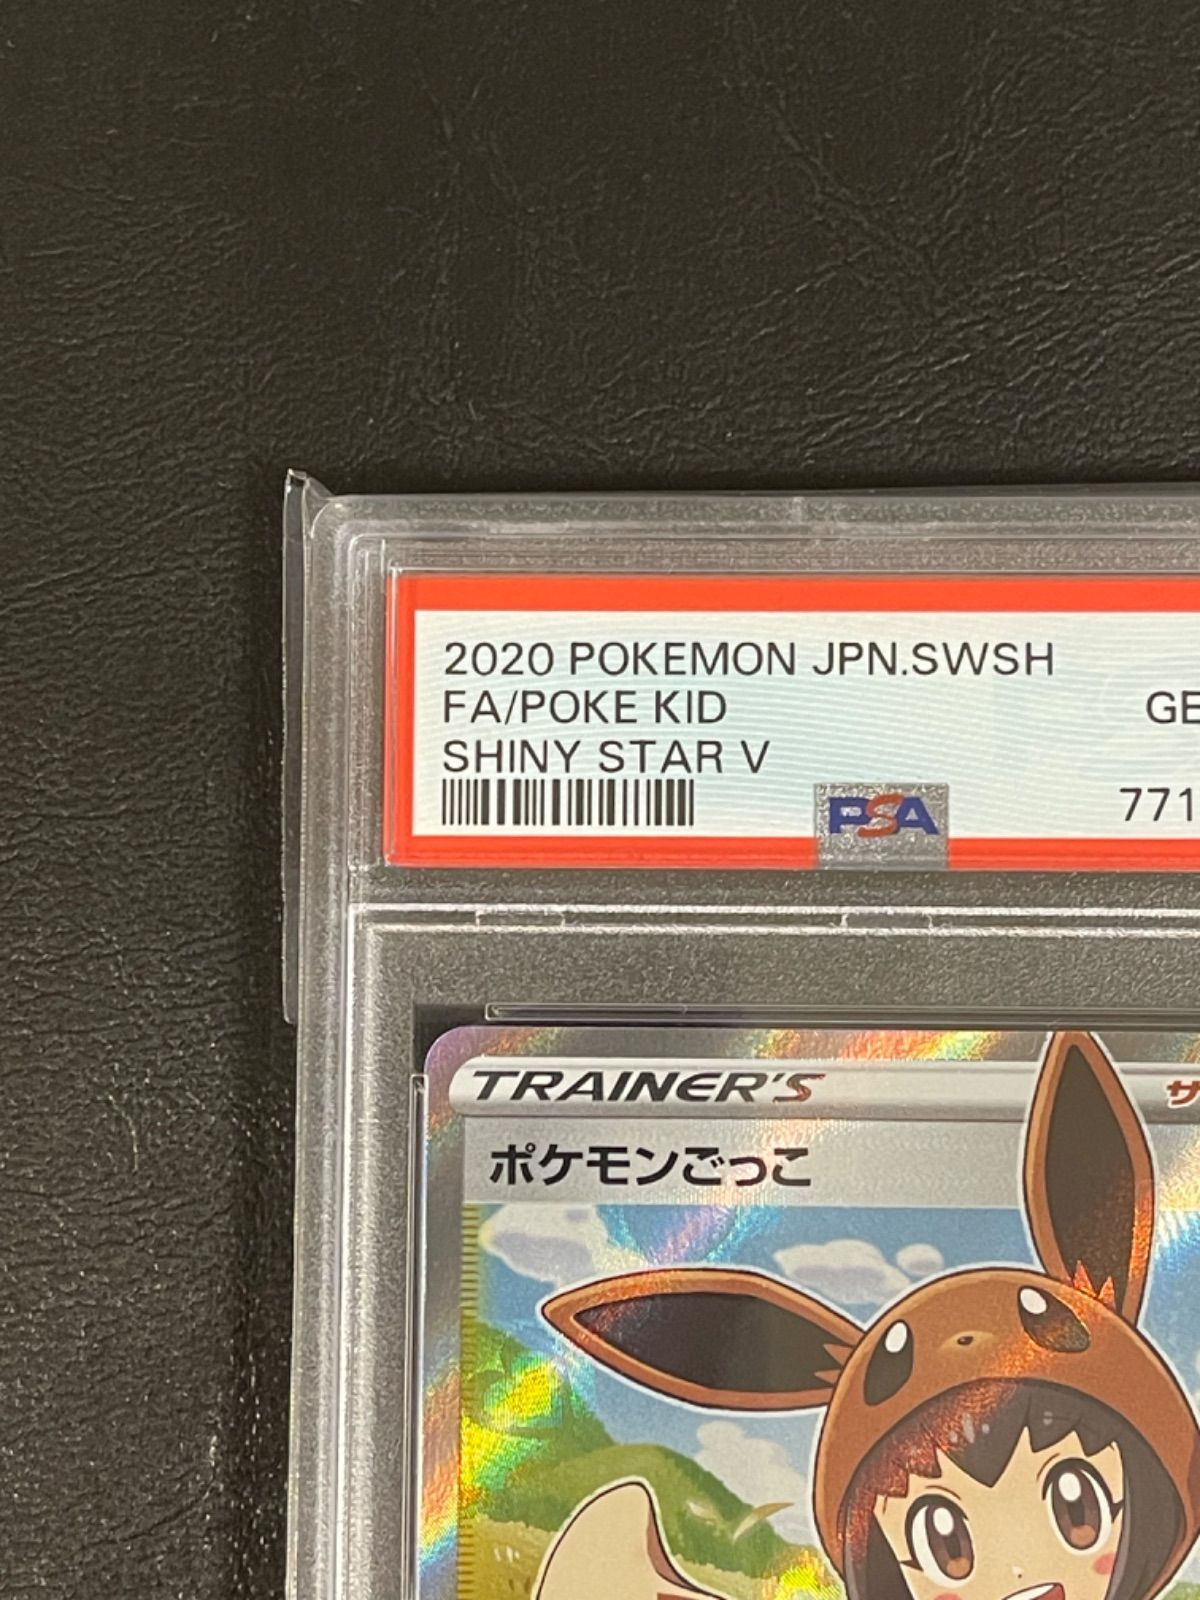 2020 POKEMON JPN.SWSH
FA/POKE KID
SHINY STAR V
PSA
TRAINER'S
ポケモンごっこ